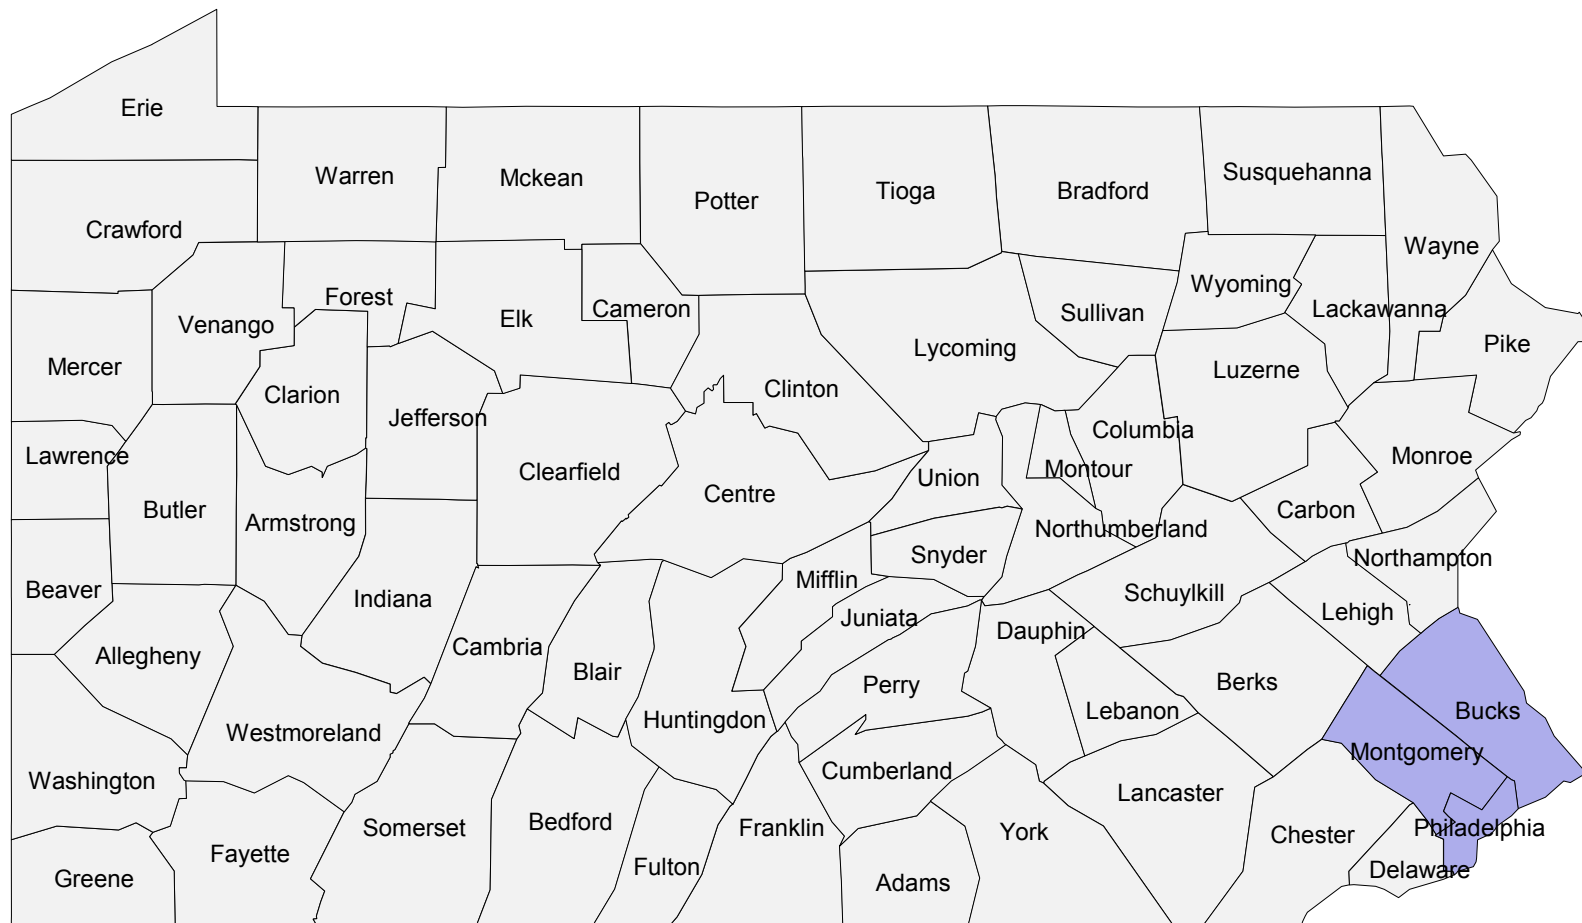 Erie
Warren
Mckean
Potter
Tioga
Bradford
Susquehanna
Wayne
Crawford
Forest
Venango
Elk
Cameron
Sullivan
Wyoming
Lackawanna
Pike
Mercer
Clarion
Jefferson
Clinton
Lycoming
Luzerne
Columbia
Monroe
Lawrence
Butler
Armstrong
Clearfield
Centre
Union
Montour
Northumberland
Carbon
Northampton
Beaver
Indiana
Snyder
Mifflin
Juniata
Schuylkill
Lehigh
Allegheny
Cambria
Blair
Dauphin
Perry
Berks
Bucks
Westmoreland
Huntingdon
Lebanon
Montgomery
Washington
Cumberland
Lancaster
Somerset
Bedford
Franklin
York
Chester
Philadelphia
Greene
Fayette
Fulton
Adams
Delaware